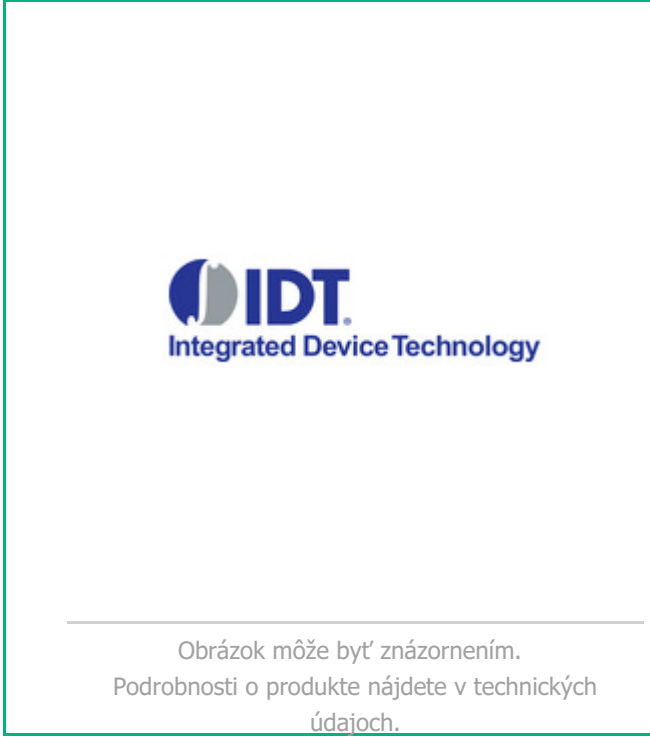 IDT®
Integrated Device Technology
Obrázok môže byť znázornením.
Podrobnosti o produkte nájdete v technických
údajoch.